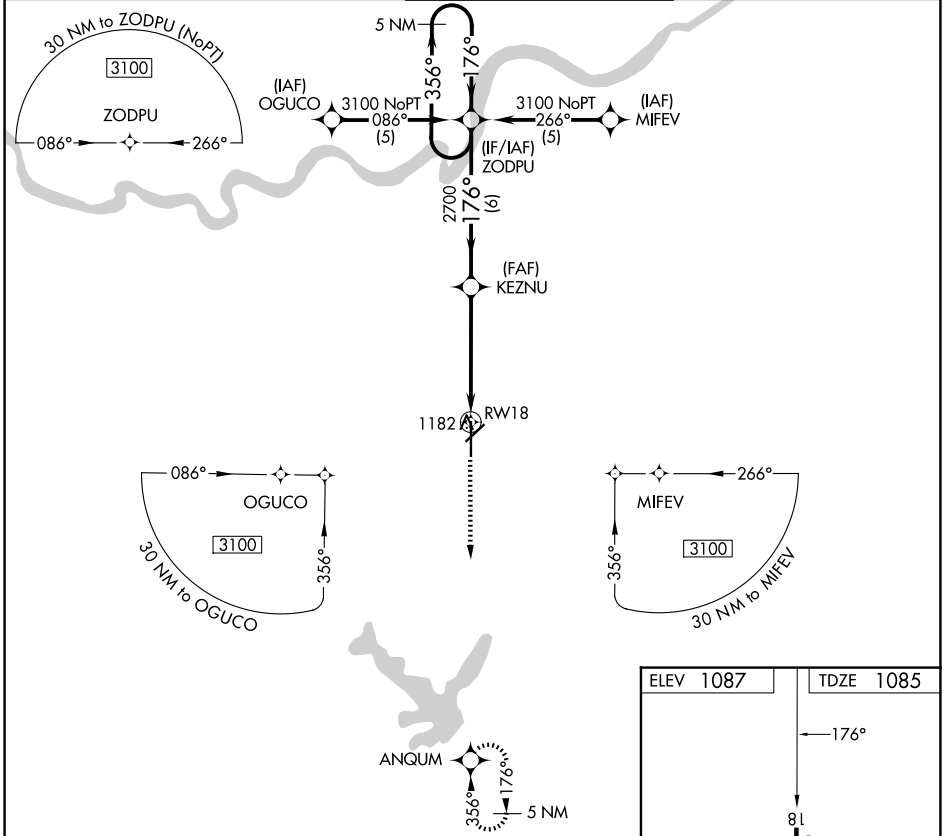 30 NM to ZODPU (NoPT)
3100
ZODPU
086°
266°
5 NM
356°
176°
(IAF)
OGUCO
3100 NoPT
086°
(5)
3100 NoPT
266°
(5)
(IAF)
MIFEV
(IF/IAF)
ZODPU
2700
176°
(6)
(FAF)
KEZNU
1182
RW18
086°
OGUCO
3100
356°
30 NM to OGUCO
266°
MIFEV
3100
356°
30 NM to MIFEV
ANQUM
356°
176°
5 NM
ELEV 1087
TDZE 1085
176°
18